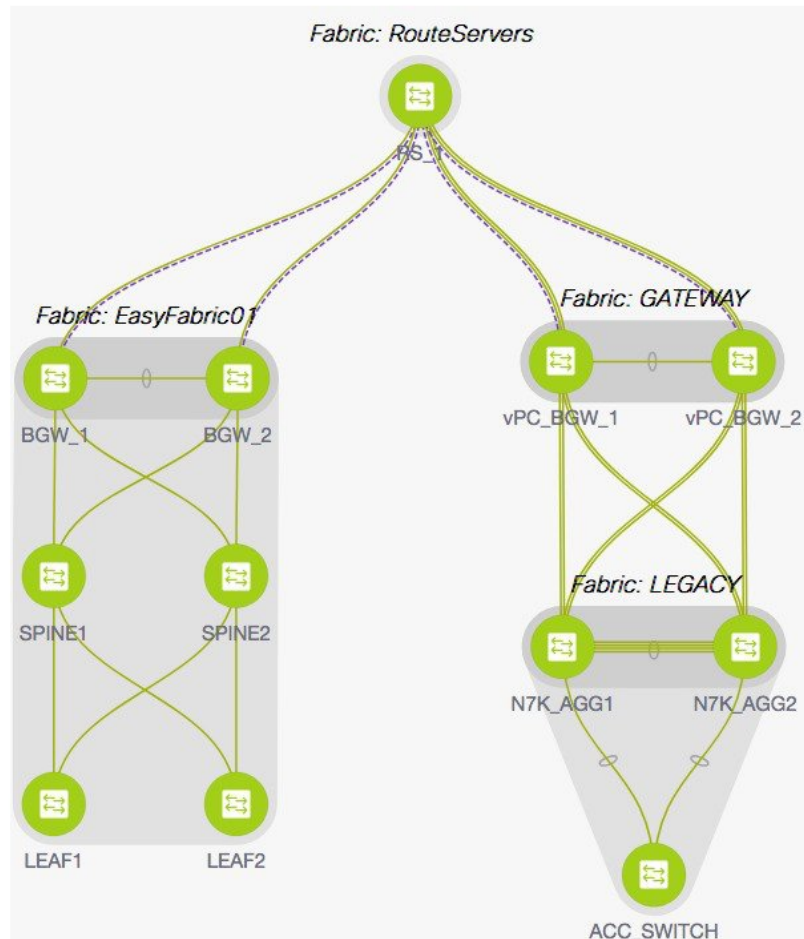 Fabric: RouteServers
RS_1
Fabric: EasyFabric01
Fabric: GATEWAY
BGW_1
BGW_2
vPC_BGW_1
vPC_BGW_2
Fabric: LEGACY
SPINE1
SPINE2
N7K_AGG1
N7K_AGG2
LEAF1
LEAF2
ACC_SWITCH